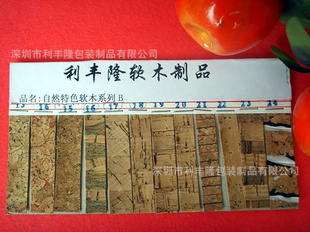 深圳市利丰隆包装制品有限公司
利丰隆软木制品
品名:自然特色软木系列B
13 14 15 16 17 18 19 20 21 22 23 24
深圳市利丰隆包装制品有限公司